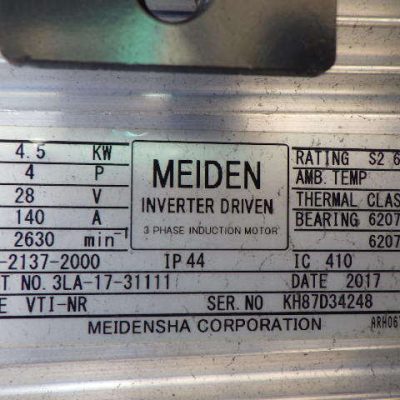 4.5 KW
4 P
28 V
140 A
2630 min⁻¹
MEIDEN
INVERTER DRIVEN
3 PHASE INDUCTION MOTOR
RATING S2 6
AMB. TEMP
THERMAL CLAS
BEARING 6207
6207
-2137-2000 IP 44 IC 410
T NO. 3LA-17-31111 DATE 2017
E VTI-NR SER. NO KH87D34248
MEIDENSHA CORPORATION ARH067